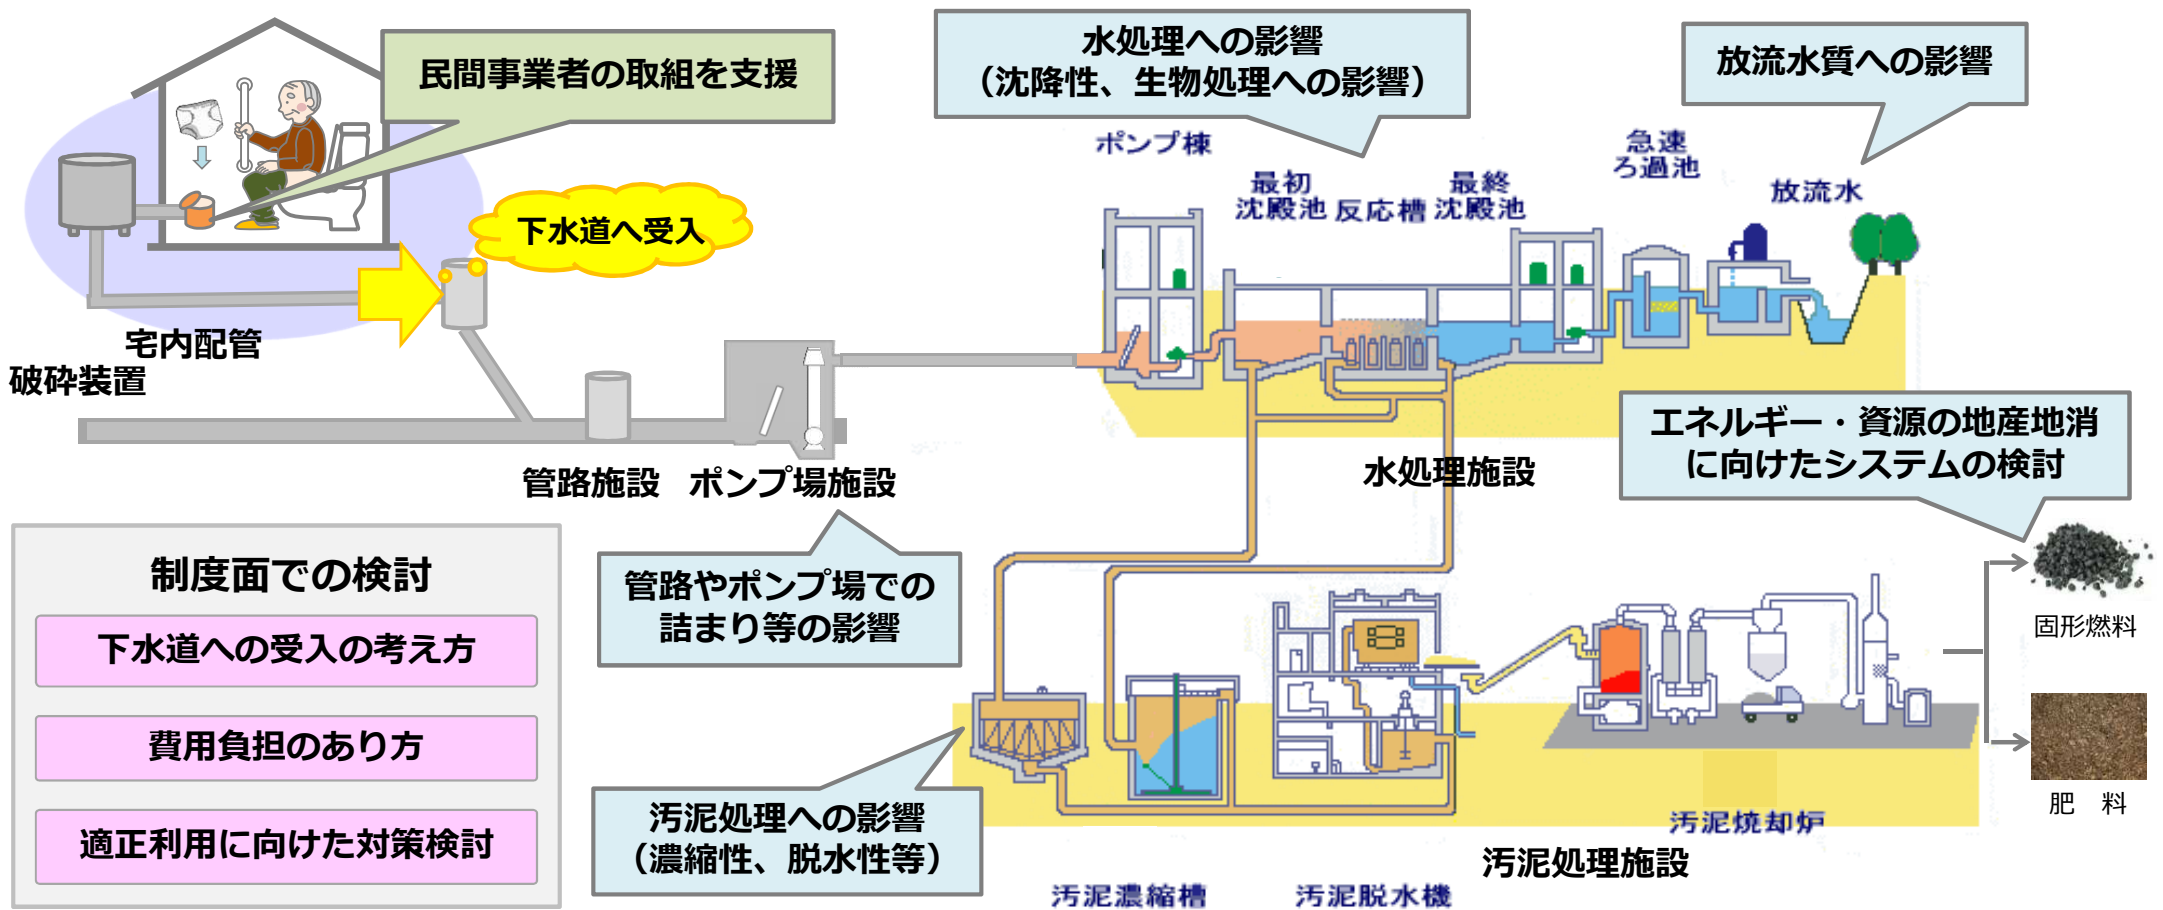 民間事業者の取組を支援
下水道へ受入
宅内配管
破砕装置
管路施設
ポンプ場施設
水処理への影響
（沈降性、生物処理への影響）
放流水質への影響
ポンプ棟
最初
沈殿池
反応槽
最終
沈殿池
急速
ろ過池
放流水
水処理施設
エネルギー・資源の地産地消
に向けたシステムの検討
管路やポンプ場での
詰まり等の影響
制度面での検討
下水道への受入の考え方
費用負担のあり方
適正利用に向けた対策検討
汚泥処理への影響
（濃縮性、脱水性等）
汚泥濃縮槽
汚泥脱水機
汚泥焼却炉
汚泥処理施設
固形燃料
肥　料